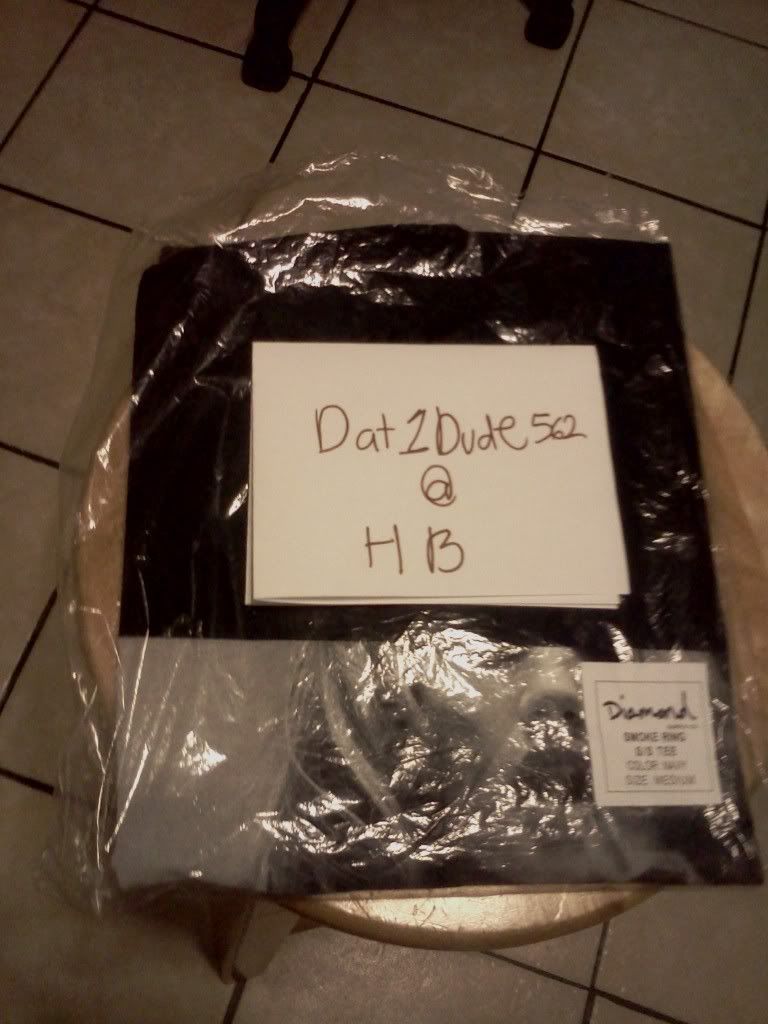 Dat1Dude562
@
HB
Diamond
SMOKE RING
S/S TEE
COLOR NAVY
SIZE MEDIUM